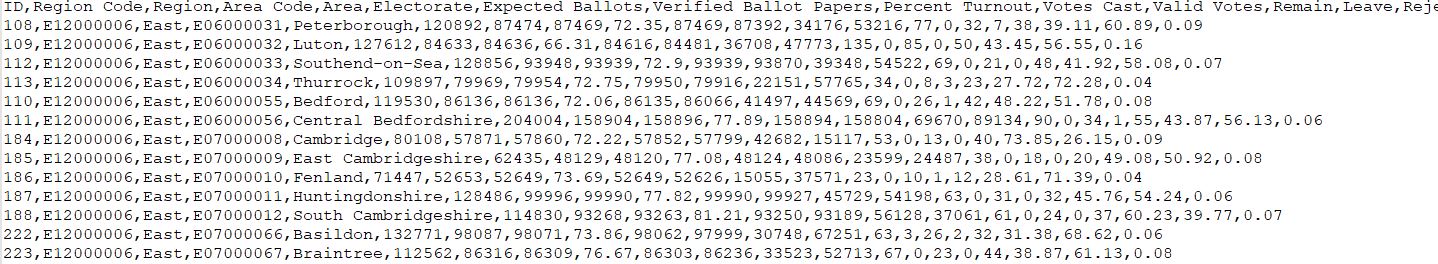 ID,Region Code,Region,Area Code,Area,Electorate,Expected Ballots,Verified Ballot Papers,Percent Turnout,Votes Cast,Valid Votes,Remain,Leave,Reje
108,E12000006,East,E06000031,Peterborough,120892,87474,87469,72.35,87469,87392,34176,53216,77,0,32,7,38,39.11,60.89,0.09
109,E12000006,East,E06000032,Luton,127612,84633,84636,66.31,84616,84481,36708,47773,135,0,85,0,50,43.45,56.55,0.16
112,E12000006,East,E06000033,Southend-on-Sea,128856,93948,93939,72.9,93939,93870,39348,54522,69,0,21,0,48,41.92,58.08,0.07
113,E12000006,East,E06000034,Thurrock,109897,79969,79954,72.75,79950,79916,22151,57765,34,0,8,3,23,27.72,72.28,0.04
110,E12000006,East,E06000055,Bedford,119530,86136,86136,72.06,86135,86066,41497,44569,69,0,26,1,42,48.22,51.78,0.08
111,E12000006,East,E06000056,Central Bedfordshire,204004,158904,158896,77.89,158894,158804,69670,89134,90,0,34,1,55,43.87,56.13,0.06
184,E12000006,East,E07000008,Cambridge,80108,57871,57860,72.22,57852,57799,42682,15117,53,0,13,0,40,73.85,26.15,0.09
185,E12000006,East,E07000009,East Cambridgeshire,62435,48129,48120,77.08,48124,48086,23599,24487,38,0,18,0,20,49.08,50.92,0.08
186,E12000006,East,E07000010,Fenland,71447,52653,52649,73.69,52649,52626,15055,37571,23,0,10,1,12,28.61,71.39,0.04
187,E12000006,East,E07000011,Huntingdonshire,128486,99996,99990,77.82,99990,99927,45729,54198,63,0,31,0,32,45.76,54.24,0.06
188,E12000006,East,E07000012,South Cambridgeshire,114830,93268,93263,81.21,93250,93189,56128,37061,61,0,24,0,37,60.23,39.77,0.07
222,E12000006,East,E07000066,Basildon,132771,98087,98071,73.86,98062,97999,30748,67251,63,3,26,2,32,31.38,68.62,0.06
223,E12000006,East,E07000067,Braintree,112562,86316,86309,76.67,86303,86236,33523,52713,67,0,23,0,44,38.87,61.13,0.08